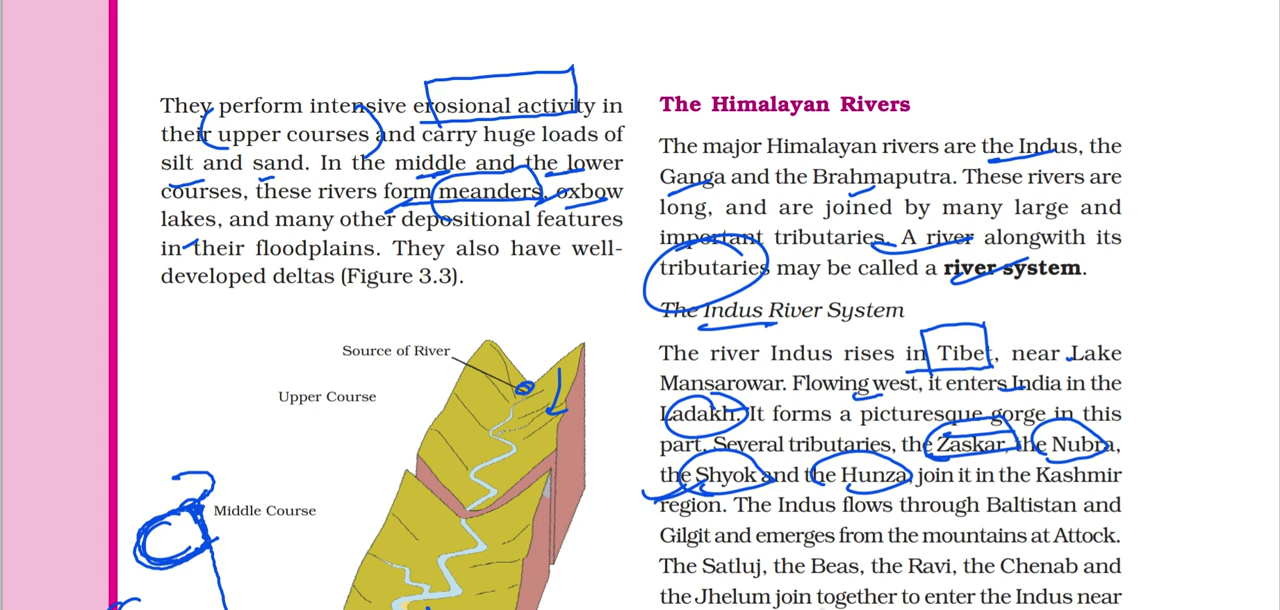 They perform intensive erosional activity in
their upper courses and carry huge loads of
silt and sand. In the middle and the lower
courses, these rivers form meanders, oxbow
lakes, and many other depositional features
in their floodplains. They also have well-
developed deltas (Figure 3.3).
Source of River
Upper Course
Middle Course
The Himalayan Rivers
The major Himalayan rivers are the Indus, the
Ganga and the Brahmaputra. These rivers are
long, and are joined by many large and
important tributaries. A river alongwith its
tributaries may be called a river system.
The Indus River System
The river Indus rises in Tibet, near Lake
Mansarowar. Flowing west, it enters India in the
Ladakh. It forms a picturesque gorge in this
part. Several tributaries, the Zaskar, the Nubra,
the Shyok and the Hunza, join it in the Kashmir
region. The Indus flows through Baltistan and
Gilgit and emerges from the mountains at Attock.
The Satluj, the Beas, the Ravi, the Chenab and
the Jhelum join together to enter the Indus near